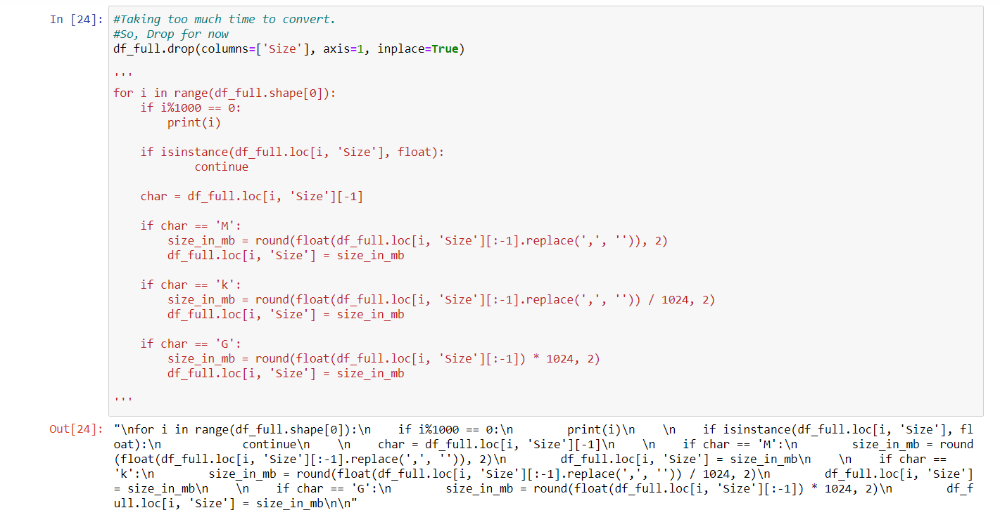 In [24]: #Taking too much time to convert.
#So, Drop for now
df_full.drop(columns=['Size'], axis=1, inplace=True)
'''
for i in range(df_full.shape[0]):
    if i%1000 == 0:
        print(i)
    if isinstance(df_full.loc[i, 'Size'], float):
            continue
    char = df_full.loc[i, 'Size'][-1]
    if char == 'M':
        size_in_mb = round(float(df_full.loc[i, 'Size'][:-1].replace(',', '')), 2)
        df_full.loc[i, 'Size'] = size_in_mb
    if char == 'k':
        size_in_mb = round(float(df_full.loc[i, 'Size'][:-1].replace(',', '')) / 1024, 2)
        df_full.loc[i, 'Size'] = size_in_mb
    if char == 'G':
        size_in_mb = round(float(df_full.loc[i, 'Size'][:-1]) * 1024, 2)
        df_full.loc[i, 'Size'] = size_in_mb
'''
Out[24]: "\nfor i in range(df_full.shape[0]):\n    if i%1000 == 0:\n        print(i)\n    \n    if isinstance(df_full.loc[i, 'Size'], fl
oat):\n            continue\n    \n    char = df_full.loc[i, 'Size'][-1]\n    \n    if char == 'M':\n        size_in_mb = round
(float(df_full.loc[i, 'Size'][:-1].replace(',', '')), 2)\n        df_full.loc[i, 'Size'] = size_in_mb\n    \n    if char ==
'k':\n        size_in_mb = round(float(df_full.loc[i, 'Size'][:-1].replace(',', '')) / 1024, 2)\n        df_full.loc[i, 'Size']
= size_in_mb\n    \n    if char == 'G':\n        size_in_mb = round(float(df_full.loc[i, 'Size'][:-1]) * 1024, 2)\n        df_f
ull.loc[i, 'Size'] = size_in_mb\n\n"